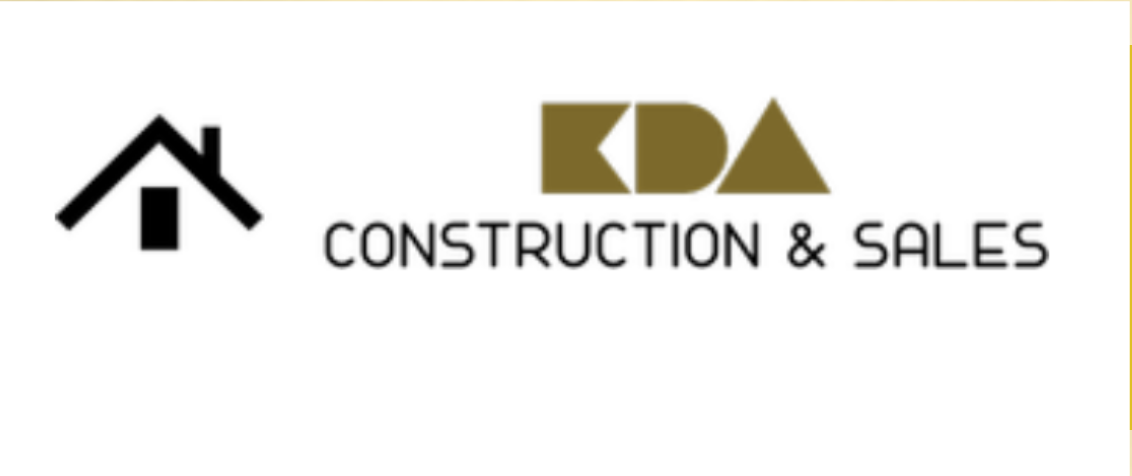 KDA
CONSTRUCTION & SALES